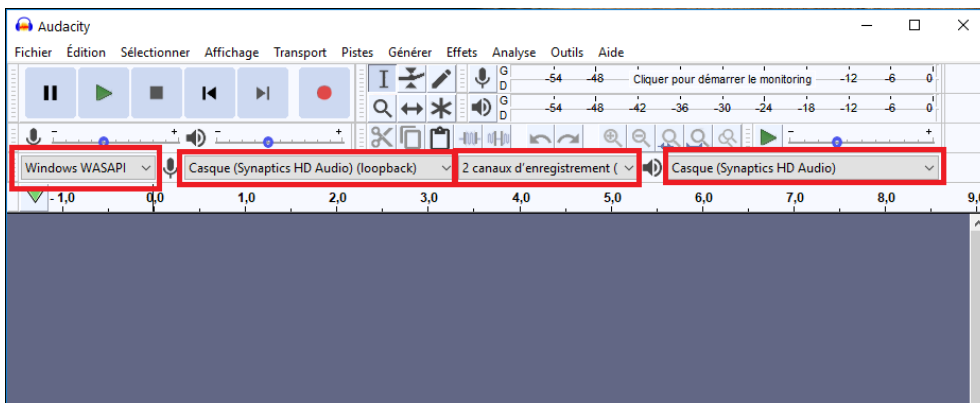 Audacity
Fichier Édition Sélectionner Affichage Transport Pistes Générer Effets Analyse Outils Aide
G
D
-54 -48 Cliquer pour démarrer le monitoring -12 -6 0
G
D
-54 -48 -42 -36 -30 -24 -18 -12 -6 0
- + - + - +
Windows WASAPI Casque (Synaptics HD Audio) (loopback) 2 canaux d'enregistrement ( Casque (Synaptics HD Audio)
- 1,0 0,0 1,0 2,0 3,0 4,0 5,0 6,0 7,0 8,0 9,